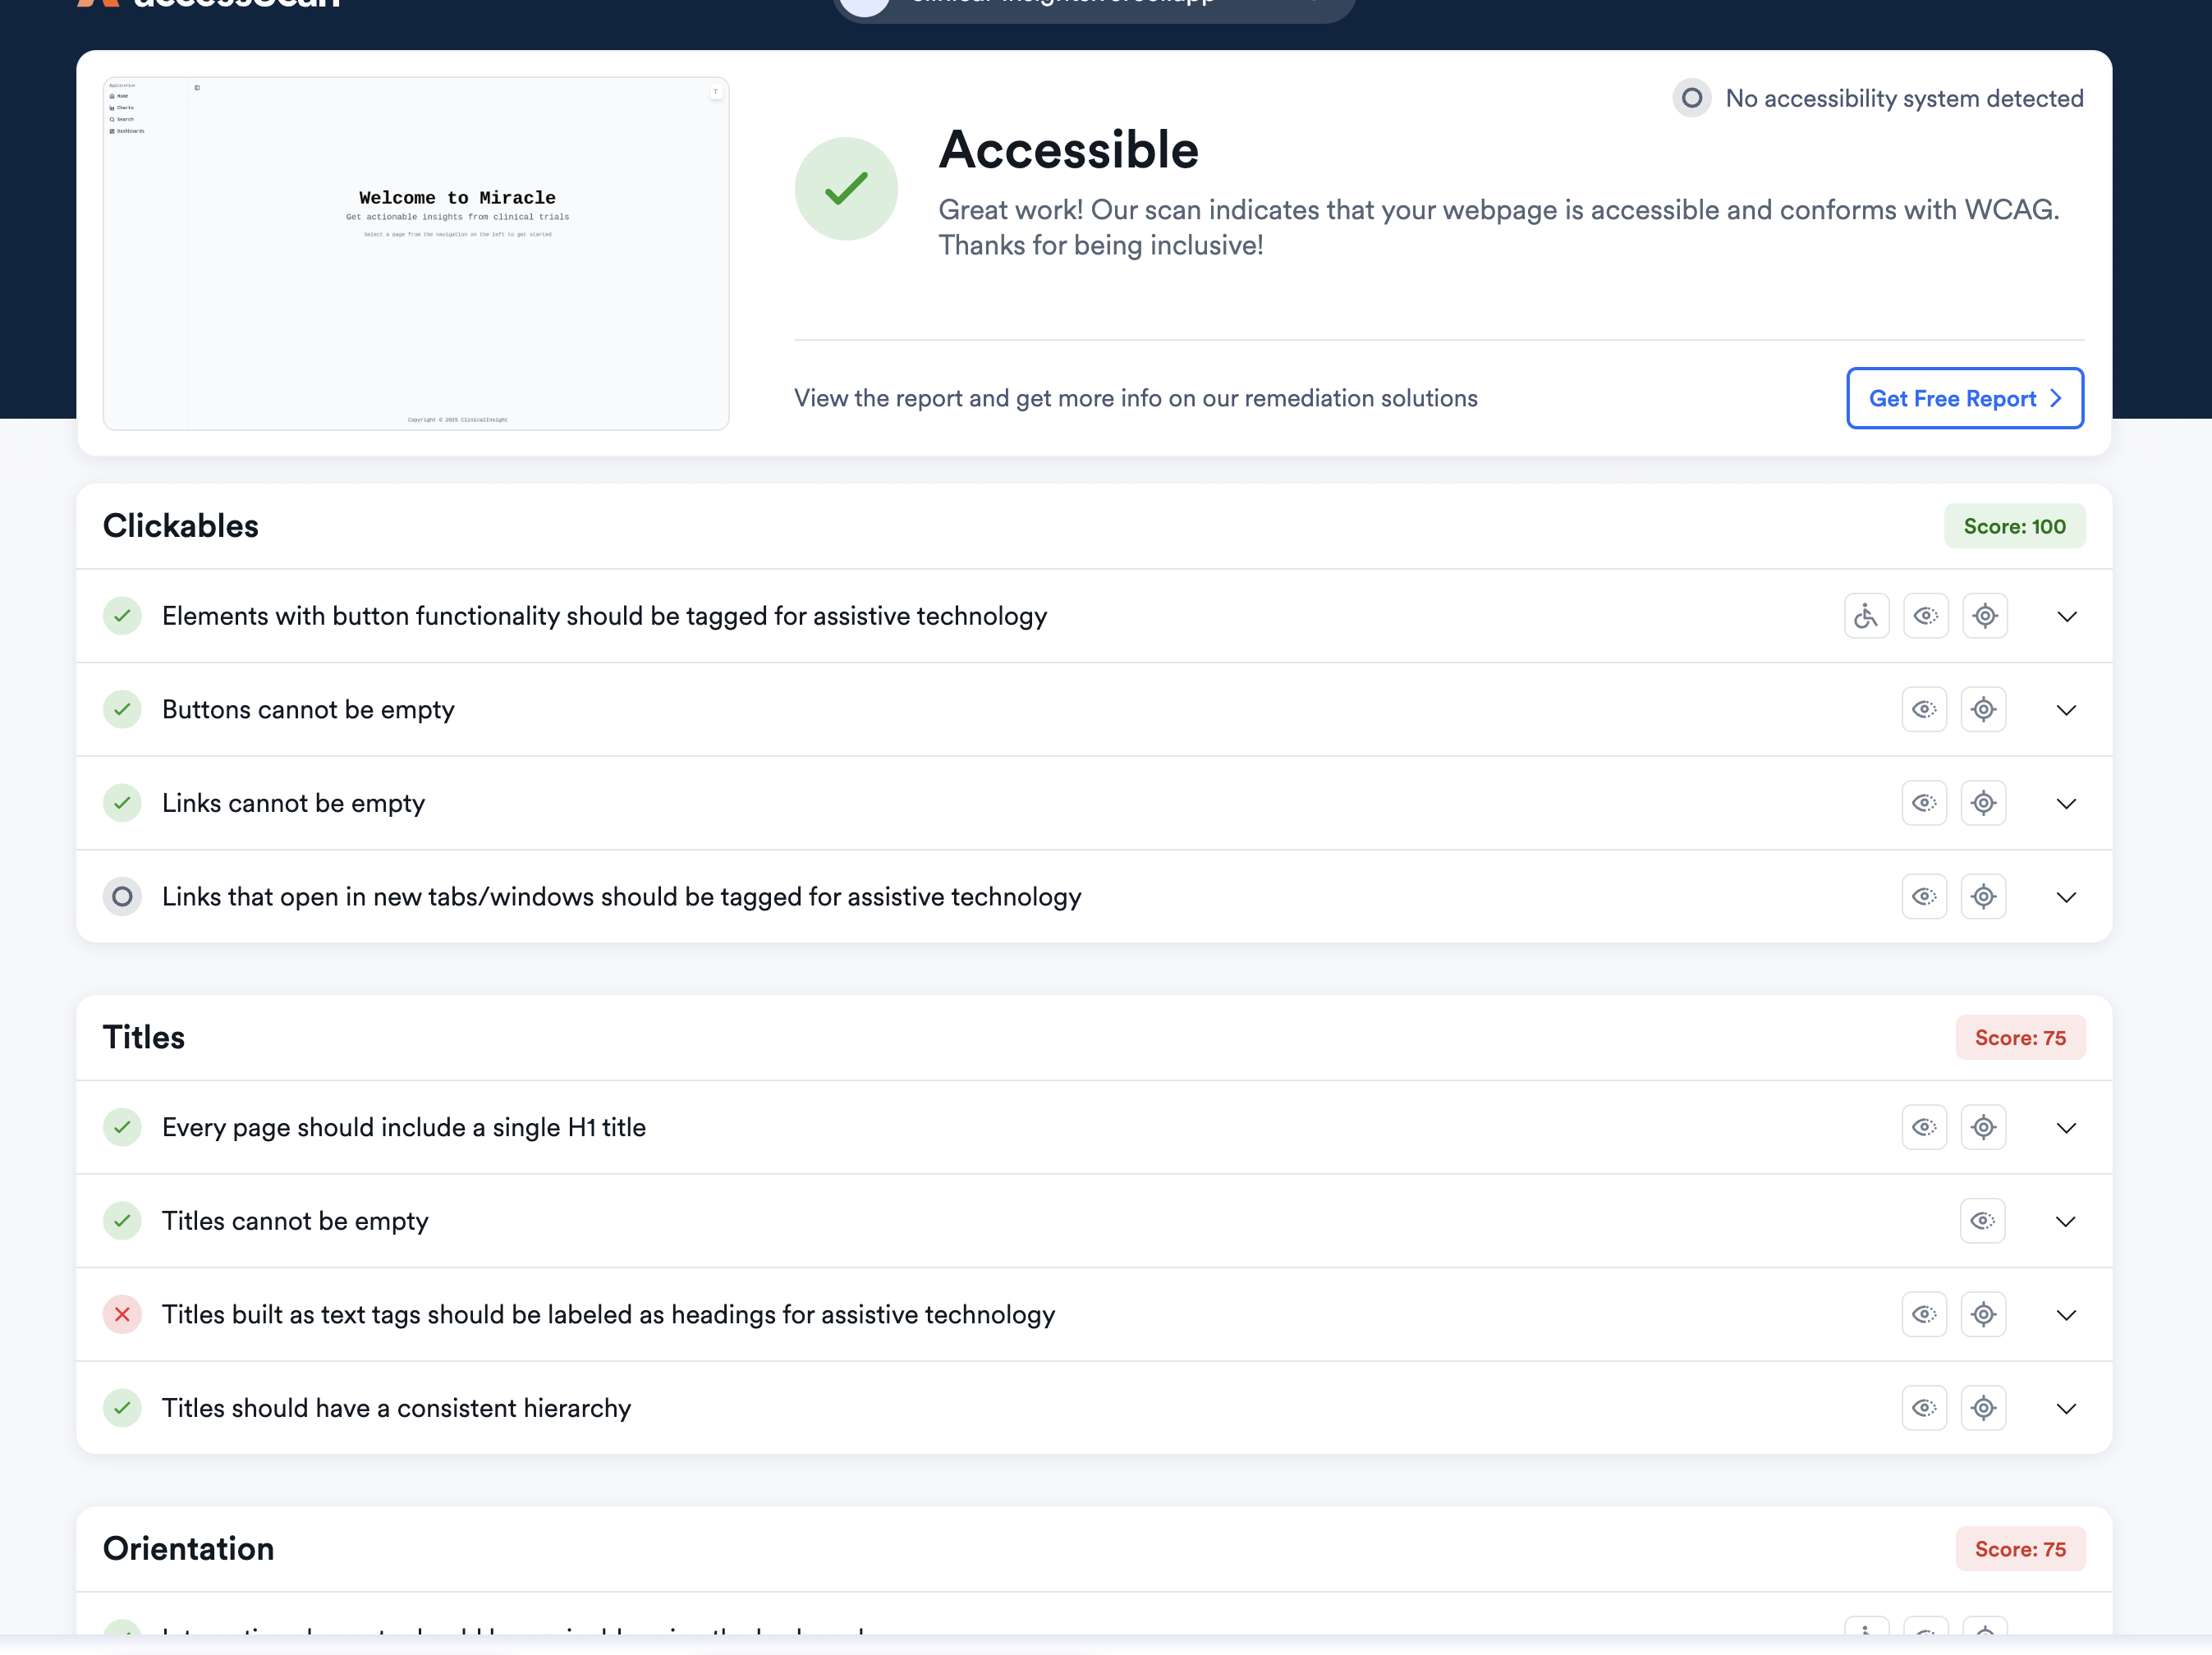 accessScan
Application
Home
Charts
Search
Dashboards
T
Welcome to Miracle
Get actionable insights from clinical trials
Select a page from the navigation on the left to get started
Copyright © 2025 ClinicalInsight
No accessibility system detected
Accessible
Great work! Our scan indicates that your webpage is accessible and conforms with WCAG.
Thanks for being inclusive!
View the report and get more info on our remediation solutions
Get Free Report
Clickables
Score: 100
Elements with button functionality should be tagged for assistive technology
Buttons cannot be empty
Links cannot be empty
Links that open in new tabs/windows should be tagged for assistive technology
Titles
Score: 75
Every page should include a single H1 title
Titles cannot be empty
Titles built as text tags should be labeled as headings for assistive technology
Titles should have a consistent hierarchy
Orientation
Score: 75